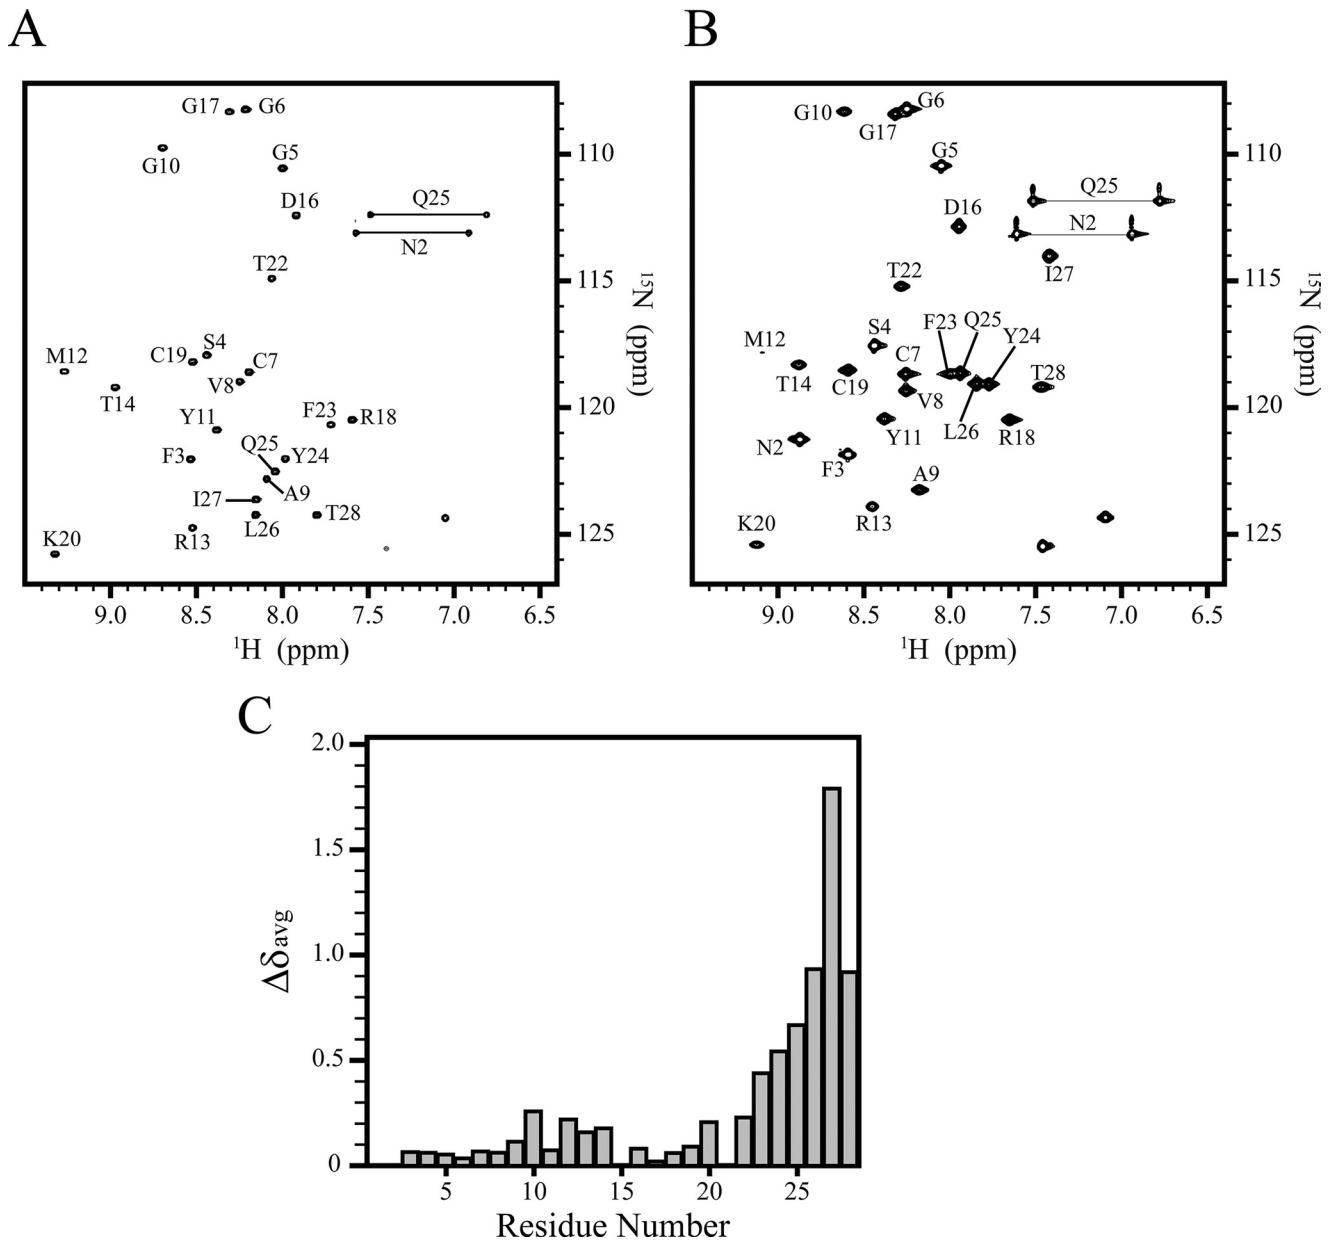 A
G17 G6
G10
G5
D16
Q25
N2
T22
M12
C19
S4
C7
V8
T14
Y11
F23
R18
F3
Q25
Y24
I27
A9
K20
R13
L26
T28
110
115
120
125
¹⁵N (ppm)
9.0 8.5 8.0 7.5 7.0 6.5
¹H (ppm)
B
G10
G6
G17
G5
D16
Q25
N2
I27
T22
M12
S4
F23
Q25
Y24
C7
T14
C19
V8
T28
N2
Y11
L26
R18
F3
A9
K20
R13
110
115
120
125
¹⁵N (ppm)
9.0 8.5 8.0 7.5 7.0 6.5
¹H (ppm)
C
2.0
1.5
1.0
0.5
0
Δδavg
5 10 15 20 25
Residue Number